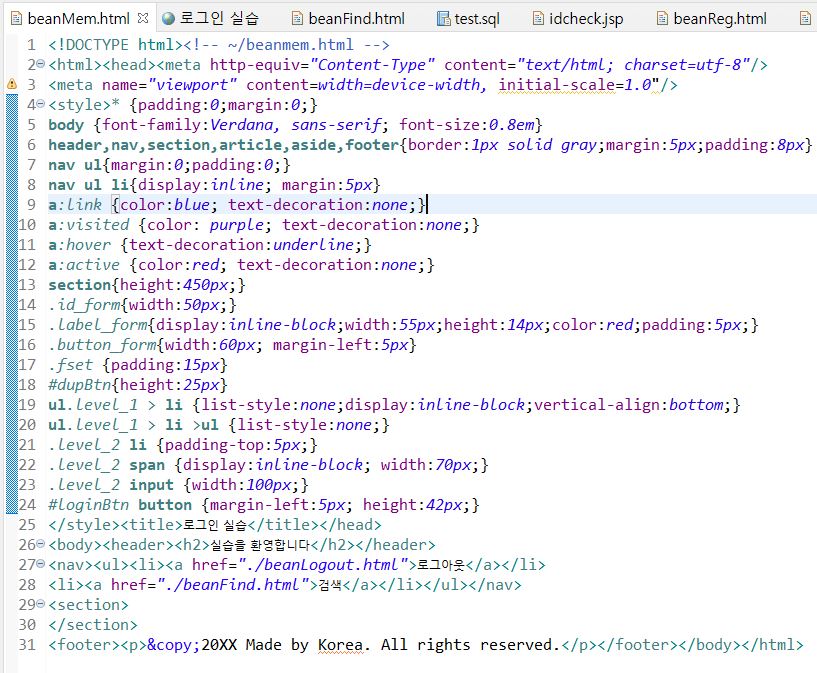 beanMem.html 로그인 실습 beanFind.html test.sql idcheck.jsp beanReg.html
1 <!DOCTYPE html><!-- ~/beanmem.html -->
2 <html><head><meta http-equiv="Content-Type" content="text/html; charset=utf-8"/>
3 <meta name="viewport" content=width=device-width, initial-scale=1.0"/>
4 <style>* {padding:0;margin:0;}
5 body {font-family:Verdana, sans-serif; font-size:0.8em}
6 header,nav,section,article,aside,footer{border:1px solid gray;margin:5px;padding:8px}
7 nav ul{margin:0;padding:0;}
8 nav ul li{display:inline; margin:5px}
9 a:link {color:blue; text-decoration:none;}
10 a:visited {color: purple; text-decoration:none;}
11 a:hover {text-decoration:underline;}
12 a:active {color:red; text-decoration:none;}
13 section{height:450px;}
14 .id_form{width:50px;}
15 .label_form{display:inline-block;width:55px;height:14px;color:red;padding:5px;}
16 .button_form{width:60px; margin-left:5px}
17 .fset {padding:15px}
18 #dupBtn{height:25px}
19 ul.level_1 > li {list-style:none;display:inline-block;vertical-align:bottom;}
20 ul.level_1 > li >ul {list-style:none;}
21 .level_2 li {padding-top:5px;}
22 .level_2 span {display:inline-block; width:70px;}
23 .level_2 input {width:100px;}
24 #loginBtn button {margin-left:5px; height:42px;}
25 </style><title>로그인 실습</title></head>
26 <body><header><h2>실습을 환영합니다</h2></header>
27 <nav><ul><li><a href="./beanLogout.html">로그아웃</a></li>
28 <li><a href="./beanFind.html">검색</a></li></ul></nav>
29 <section>
30 </section>
31 <footer><p>&copy;20XX Made by Korea. All rights reserved.</p></footer></body></html>